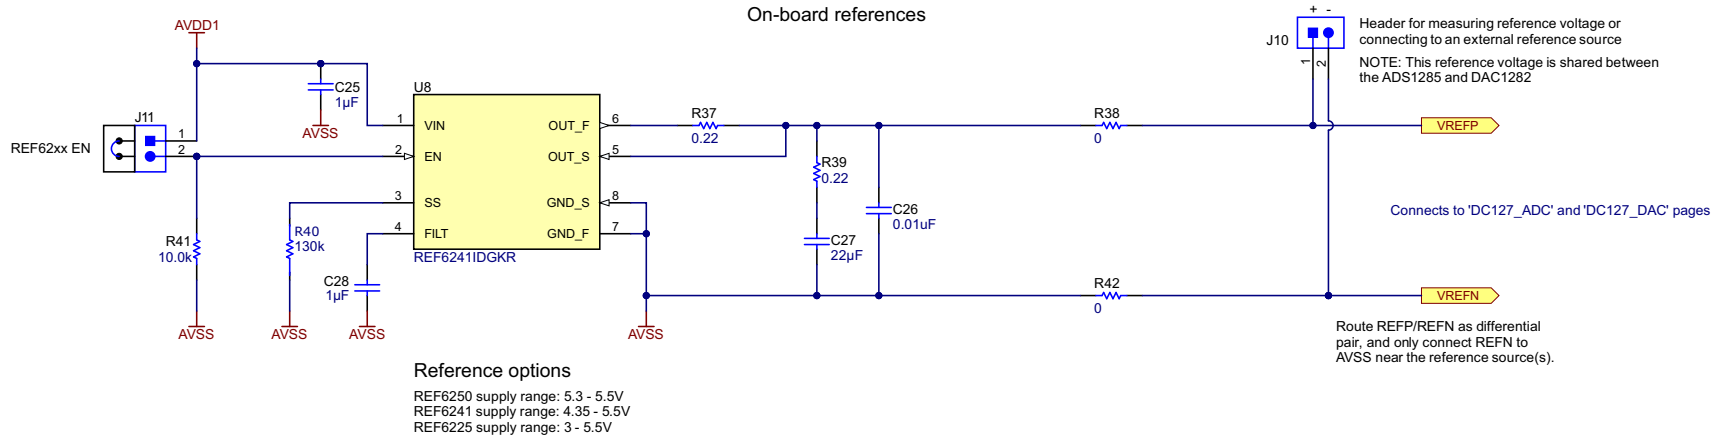 On-board references
AVDD1
+ -
J10
1
2
Header for measuring reference voltage or
connecting to an external reference source
NOTE: This reference voltage is shared between
the ADS1285 and DAC1282
C25
1µF
AVSS
U8
J11
1
2
REF62xx EN
1 VIN
2 EN
3 SS
4 FILT
OUT_F 6
OUT_S 5
GND_S 8
GND_F 7
REF6241IDGKR
R37
0.22
R38
0
VREFP
R39
0.22
C26
0.01uF
C27
22µF
Connects to 'DC127_ADC' and 'DC127_DAC' pages
R41
10.0k
R40
130k
C28
1µF
R42
0
VREFN
AVSS
AVSS
AVSS
AVSS
Route REFP/REFN as differential
pair, and only connect REFN to
AVSS near the reference source(s).
Reference options
REF6250 supply range: 5.3 - 5.5V
REF6241 supply range: 4.35 - 5.5V
REF6225 supply range: 3 - 5.5V